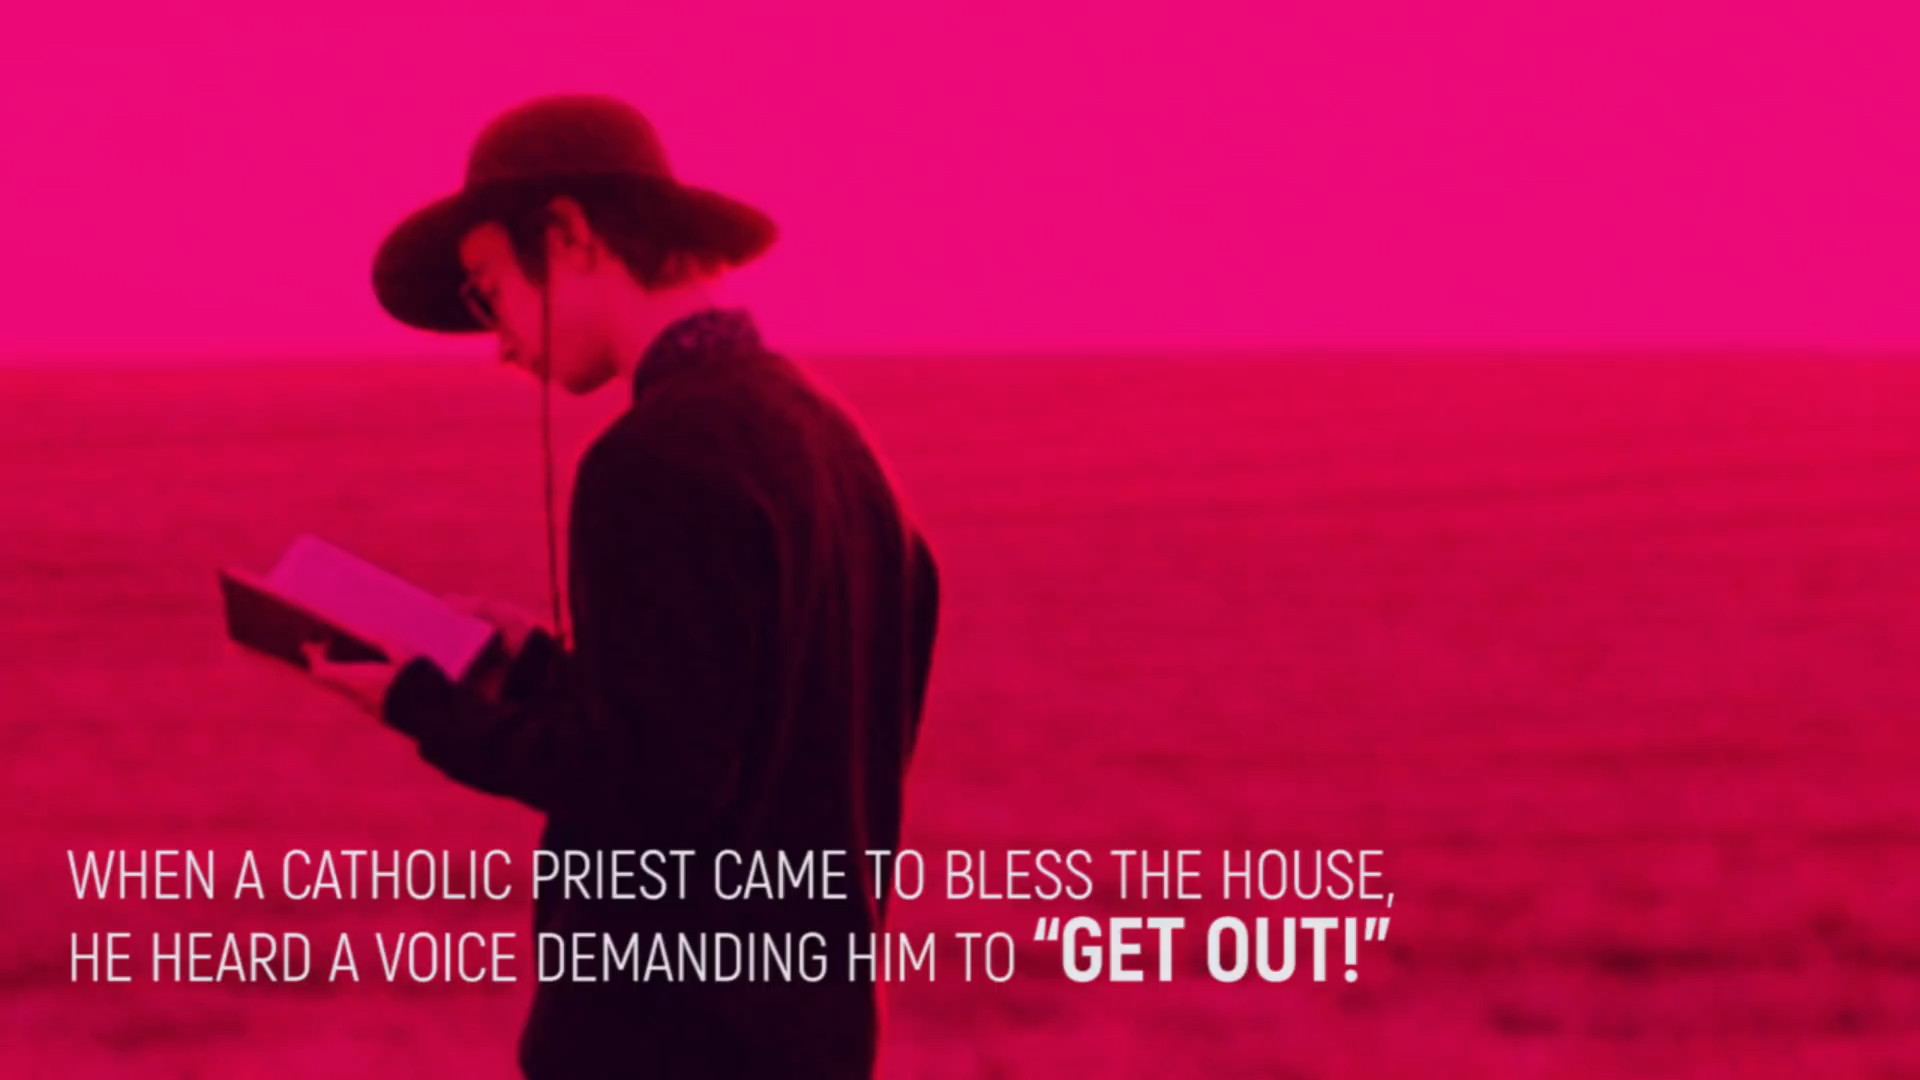 WHEN A CATHOLIC PRIEST CAME TO BLESS THE HOUSE,
HE HEARD A VOICE DEMANDING HIM TO “GET OUT!”